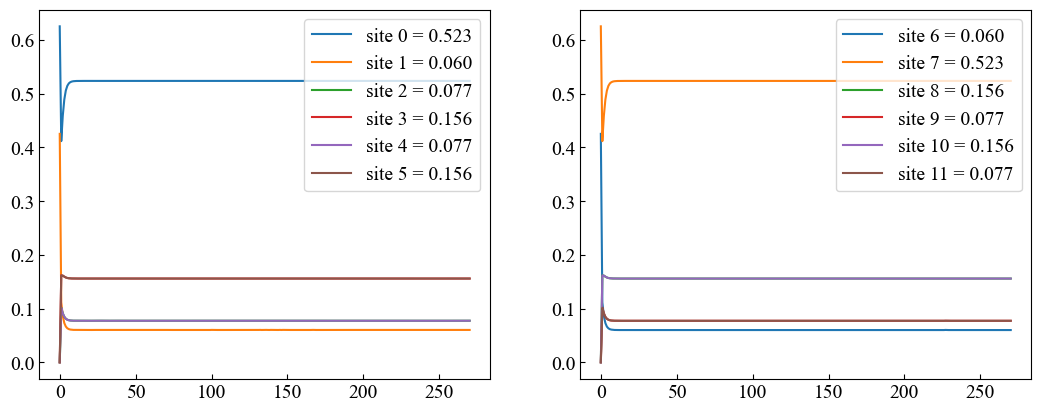 0.6
0.5
0.4
0.3
0.2
0.1
0.0
0 50 100 150 200 250
site 0 = 0.523
site 1 = 0.060
site 2 = 0.077
site 3 = 0.156
site 4 = 0.077
site 5 = 0.156
0.6
0.5
0.4
0.3
0.2
0.1
0.0
0 50 100 150 200 250
site 6 = 0.060
site 7 = 0.523
site 8 = 0.156
site 9 = 0.077
site 10 = 0.156
site 11 = 0.077